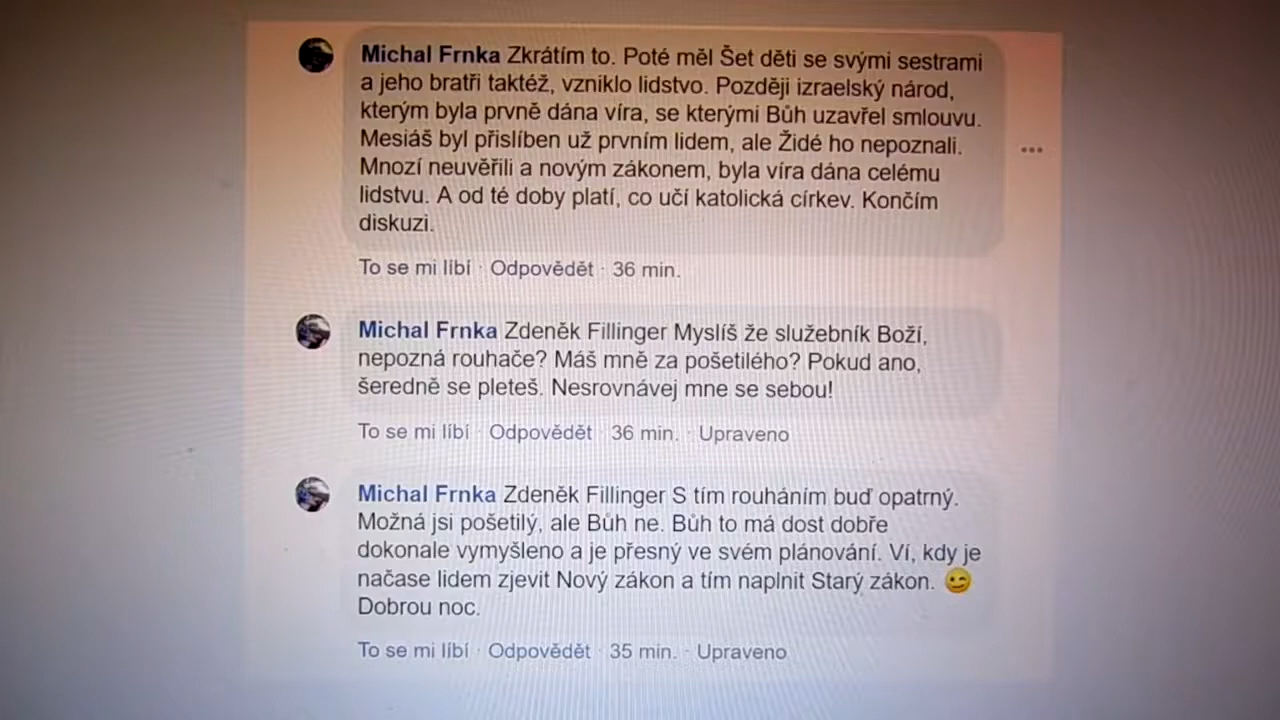 Michal Frnka Zkrátím to. Poté měl Šet děti se svými sestrami
a jeho bratři taktéž, vzniklo lidstvo. Později izraelský národ,
kterým byla prvně dána víra, se kterými Bůh uzavřel smlouvu.
Mesiáš byl přislíben už prvním lidem, ale Židé ho nepoznali.
Mnozí neuvěřili a novým zákonem, byla víra dána celému
lidstvu. A od té doby platí, co učí katolická církev. Končím
diskuzi.
To se mi líbí · Odpovědět · 36 min.
Michal Frnka Zdeněk Fillinger Myslíš že služebník Boží,
nepozná rouhače? Máš mně za pošetilého? Pokud ano,
šeredně se pleteš. Nesrovnávej mne se sebou!
To se mi líbí · Odpovědět · 36 min. · Upraveno
Michal Frnka Zdeněk Fillinger S tím rouháním buď opatrný.
Možná jsi pošetilý, ale Bůh ne. Bůh to má dost dobře
dokonale vymyšleno a je přesný ve svém plánování. Ví, kdy je
načase lidem zjevit Nový zákon a tím naplnit Starý zákon. 😉
Dobrou noc.
To se mi líbí · Odpovědět · 35 min. · Upraveno